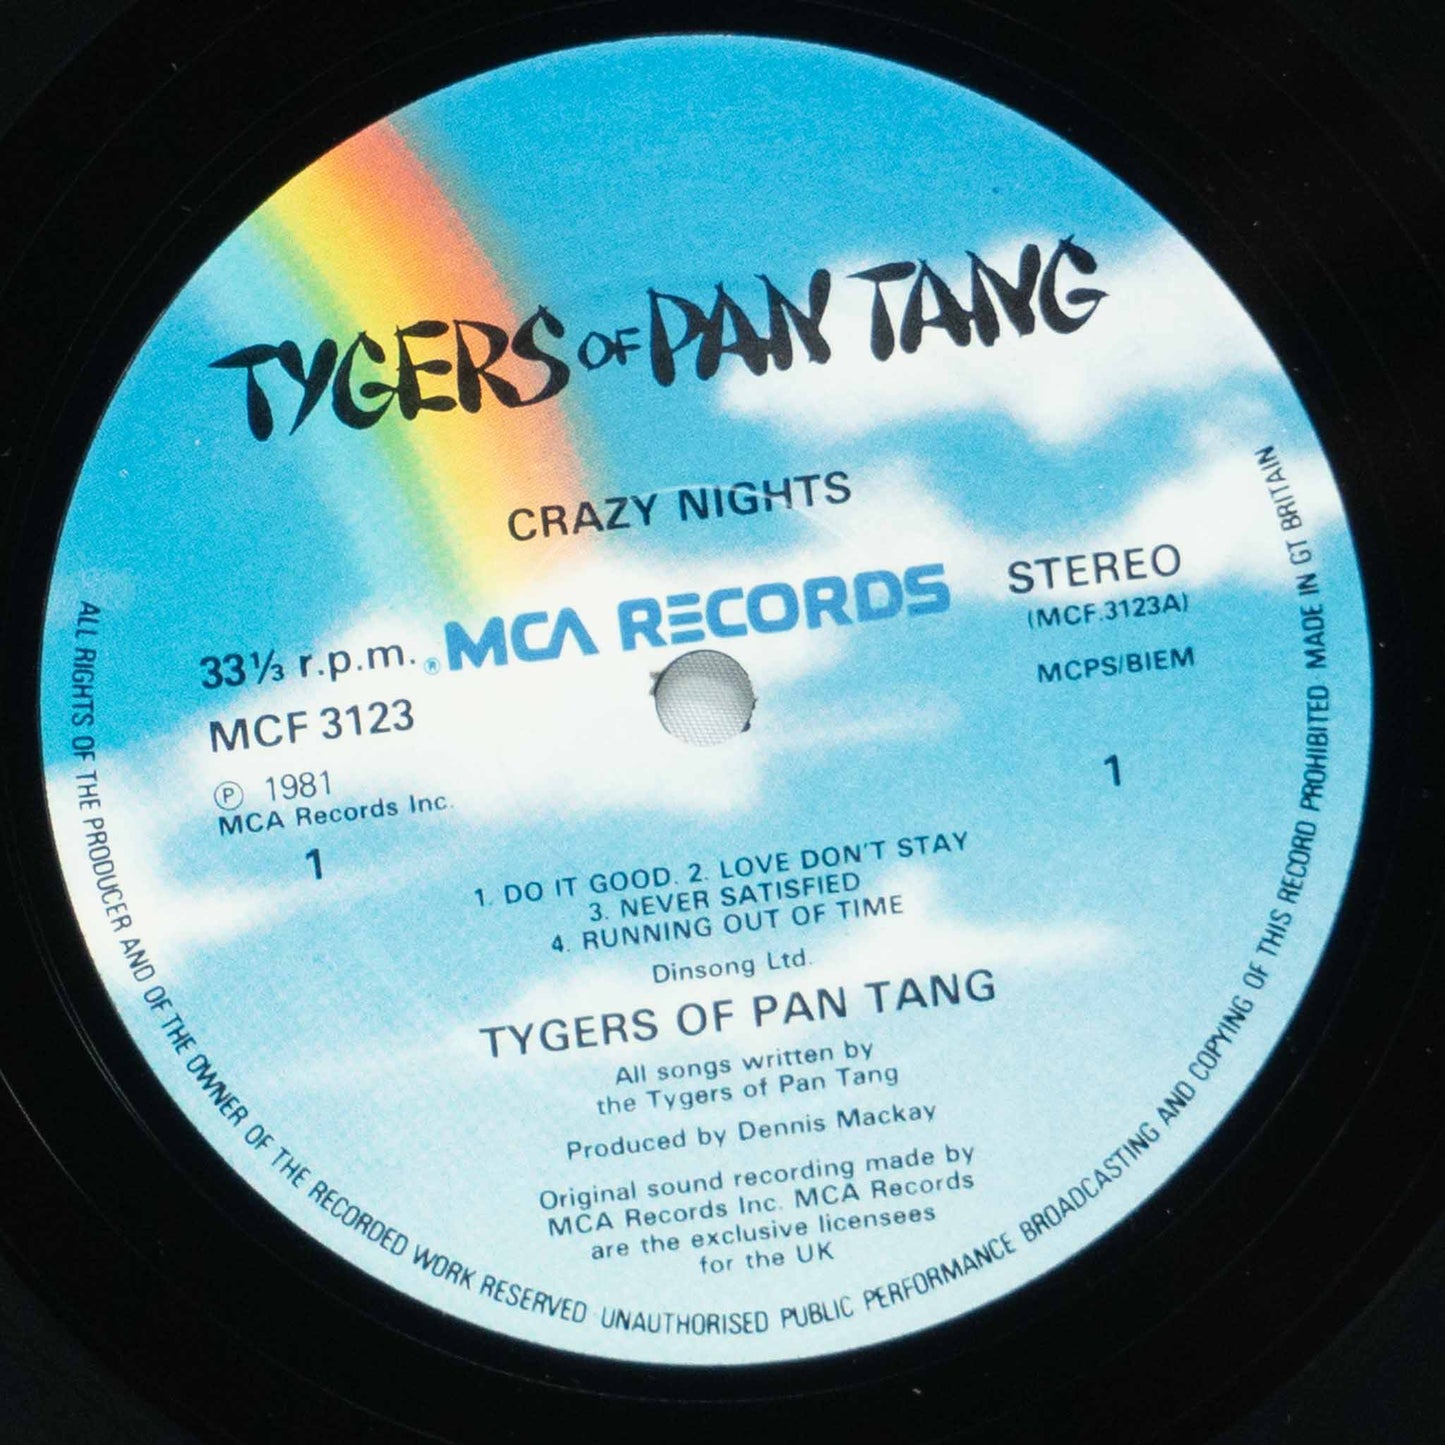 TYGERS OF PAN TANG
CRAZY NIGHTS
® MCA RECORDS
33⅓ r.p.m.
MCF 3123
Ⓟ 1981
MCA Records Inc.
1
STEREO
(MCF.3123A)
MCPS/BIEM
1
1. DO IT GOOD. 2. LOVE DON'T STAY
3. NEVER SATISFIED
4. RUNNING OUT OF TIME
Dinsong Ltd.
TYGERS OF PAN TANG
All songs written by
the Tygers of Pan Tang
Produced by Dennis Mackay
Original sound recording made by
MCA Records Inc. MCA Records
are the exclusive licensees
for the UK
ALL RIGHTS OF THE PRODUCER AND OF THE OWNER OF THE RECORDED WORK RESERVED · UNAUTHORISED PUBLIC PERFORMANCE BROADCASTING AND COPYING OF THIS RECORD PROHIBITED MADE IN GT BRITAIN